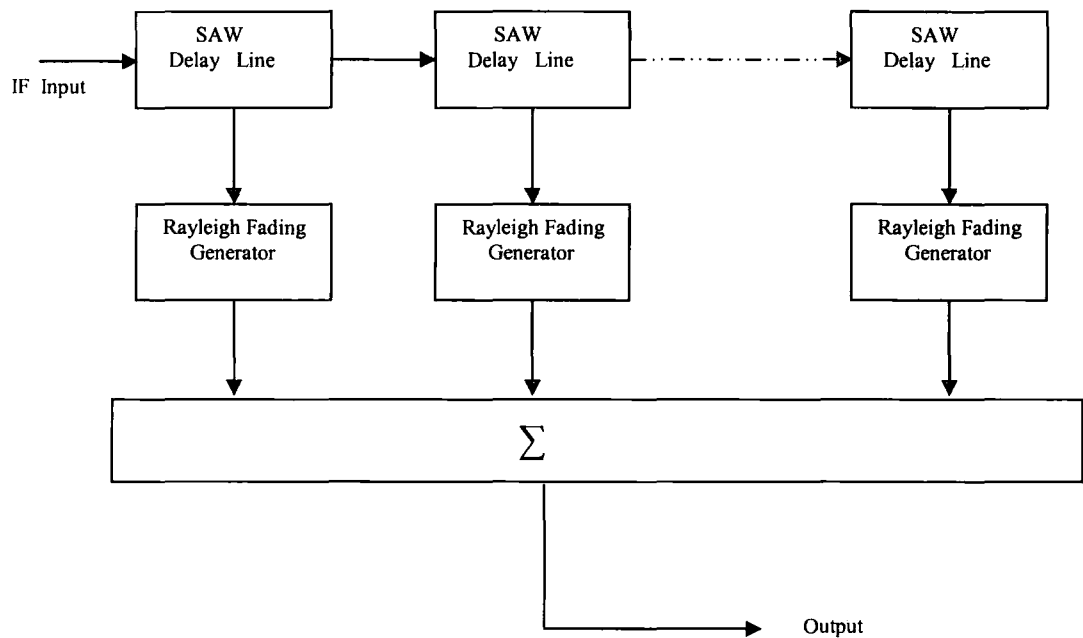 SAW
Delay Line
SAW
Delay Line
SAW
Delay Line
IF Input
Rayleigh Fading
Generator
Rayleigh Fading
Generator
Rayleigh Fading
Generator
Σ
Output